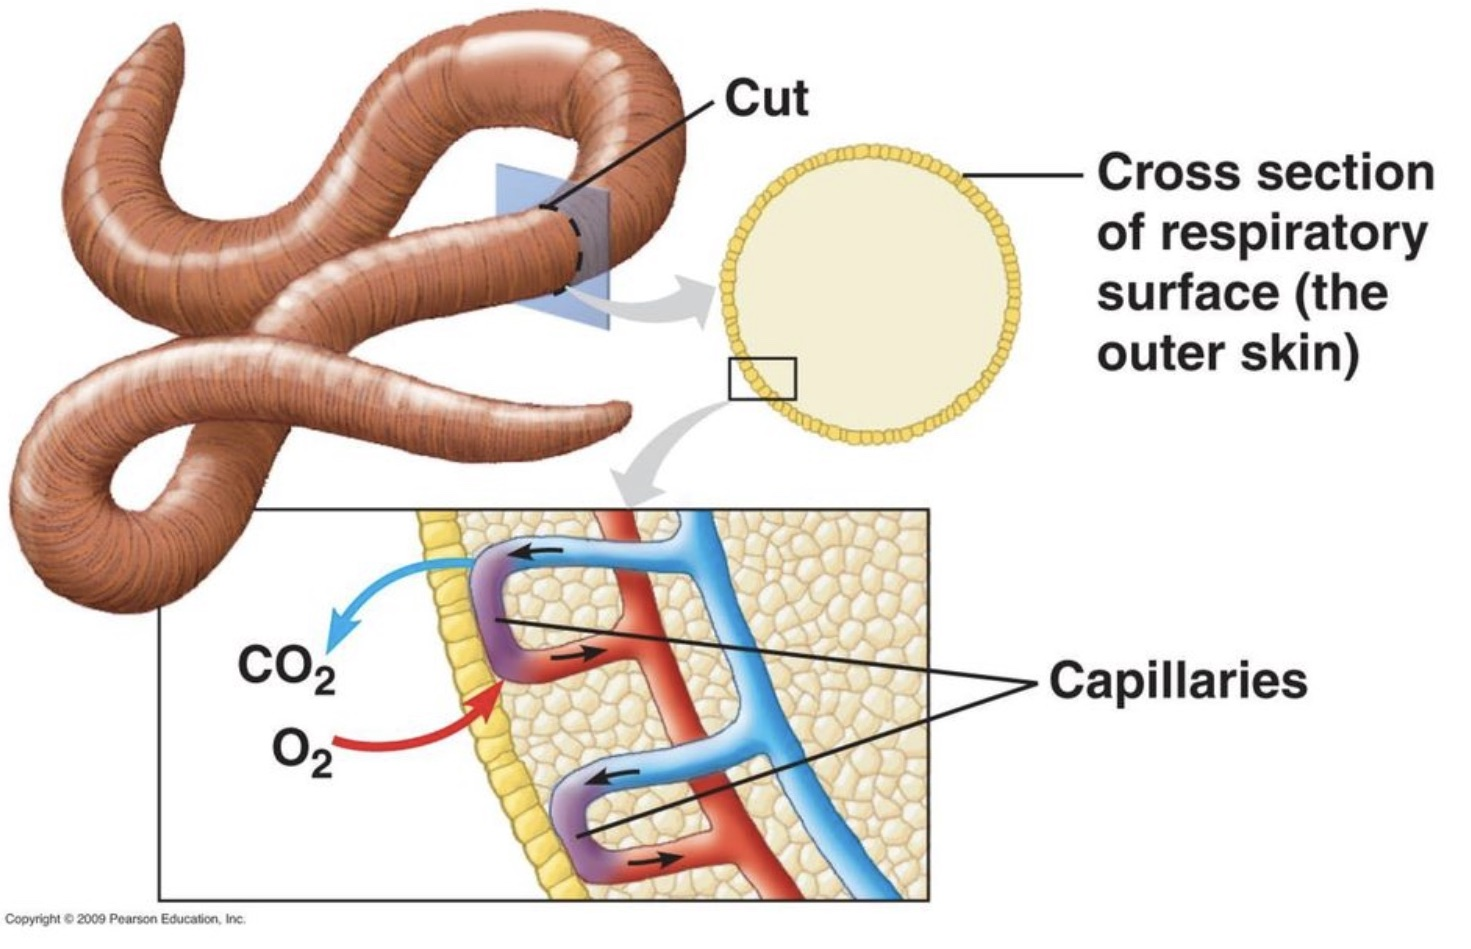 Cut
Cross section
of respiratory
surface (the
outer skin)
CO₂
O₂
Capillaries
Copyright © 2009 Pearson Education, Inc.